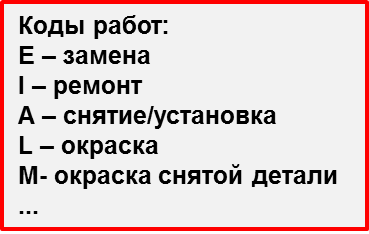 Коды работ:
E – замена
I – ремонт
A – снятие/установка
L – окраска
M- окраска снятой детали
...